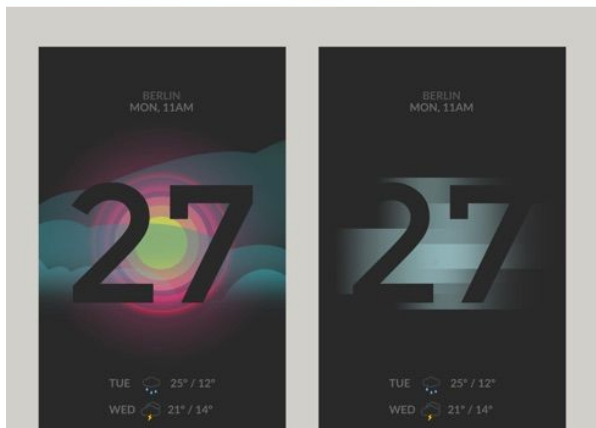 BERLIN
MON, 11AM
27
TUE 25° / 12°
WED 21° / 14°
BERLIN
MON, 11AM
27
TUE 25° / 12°
WED 21° / 14°